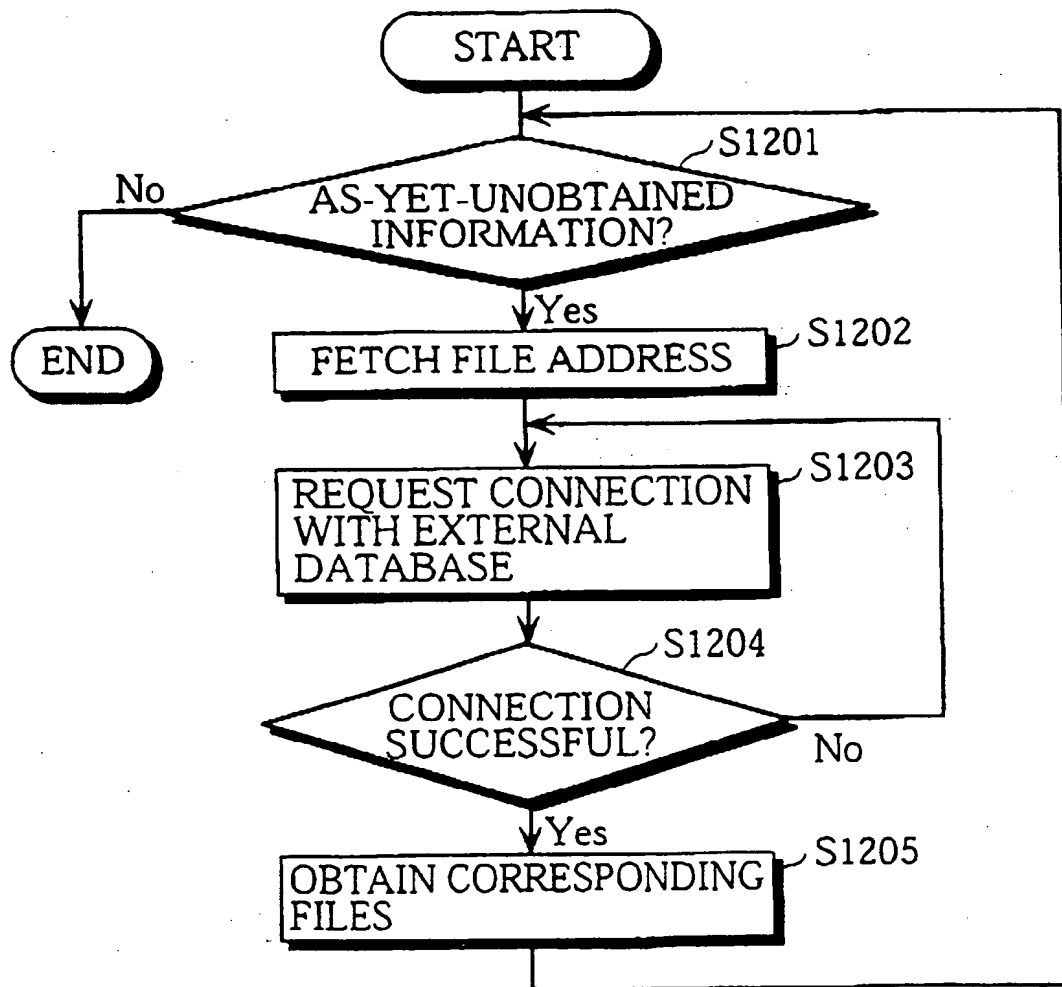 START
S1201
No
AS-YET-UNOBTAINED
INFORMATION?
Yes
END
S1202
FETCH FILE ADDRESS
S1203
REQUEST CONNECTION
WITH EXTERNAL
DATABASE
S1204
CONNECTION
SUCCESSFUL?
No
Yes
S1205
OBTAIN CORRESPONDING
FILES